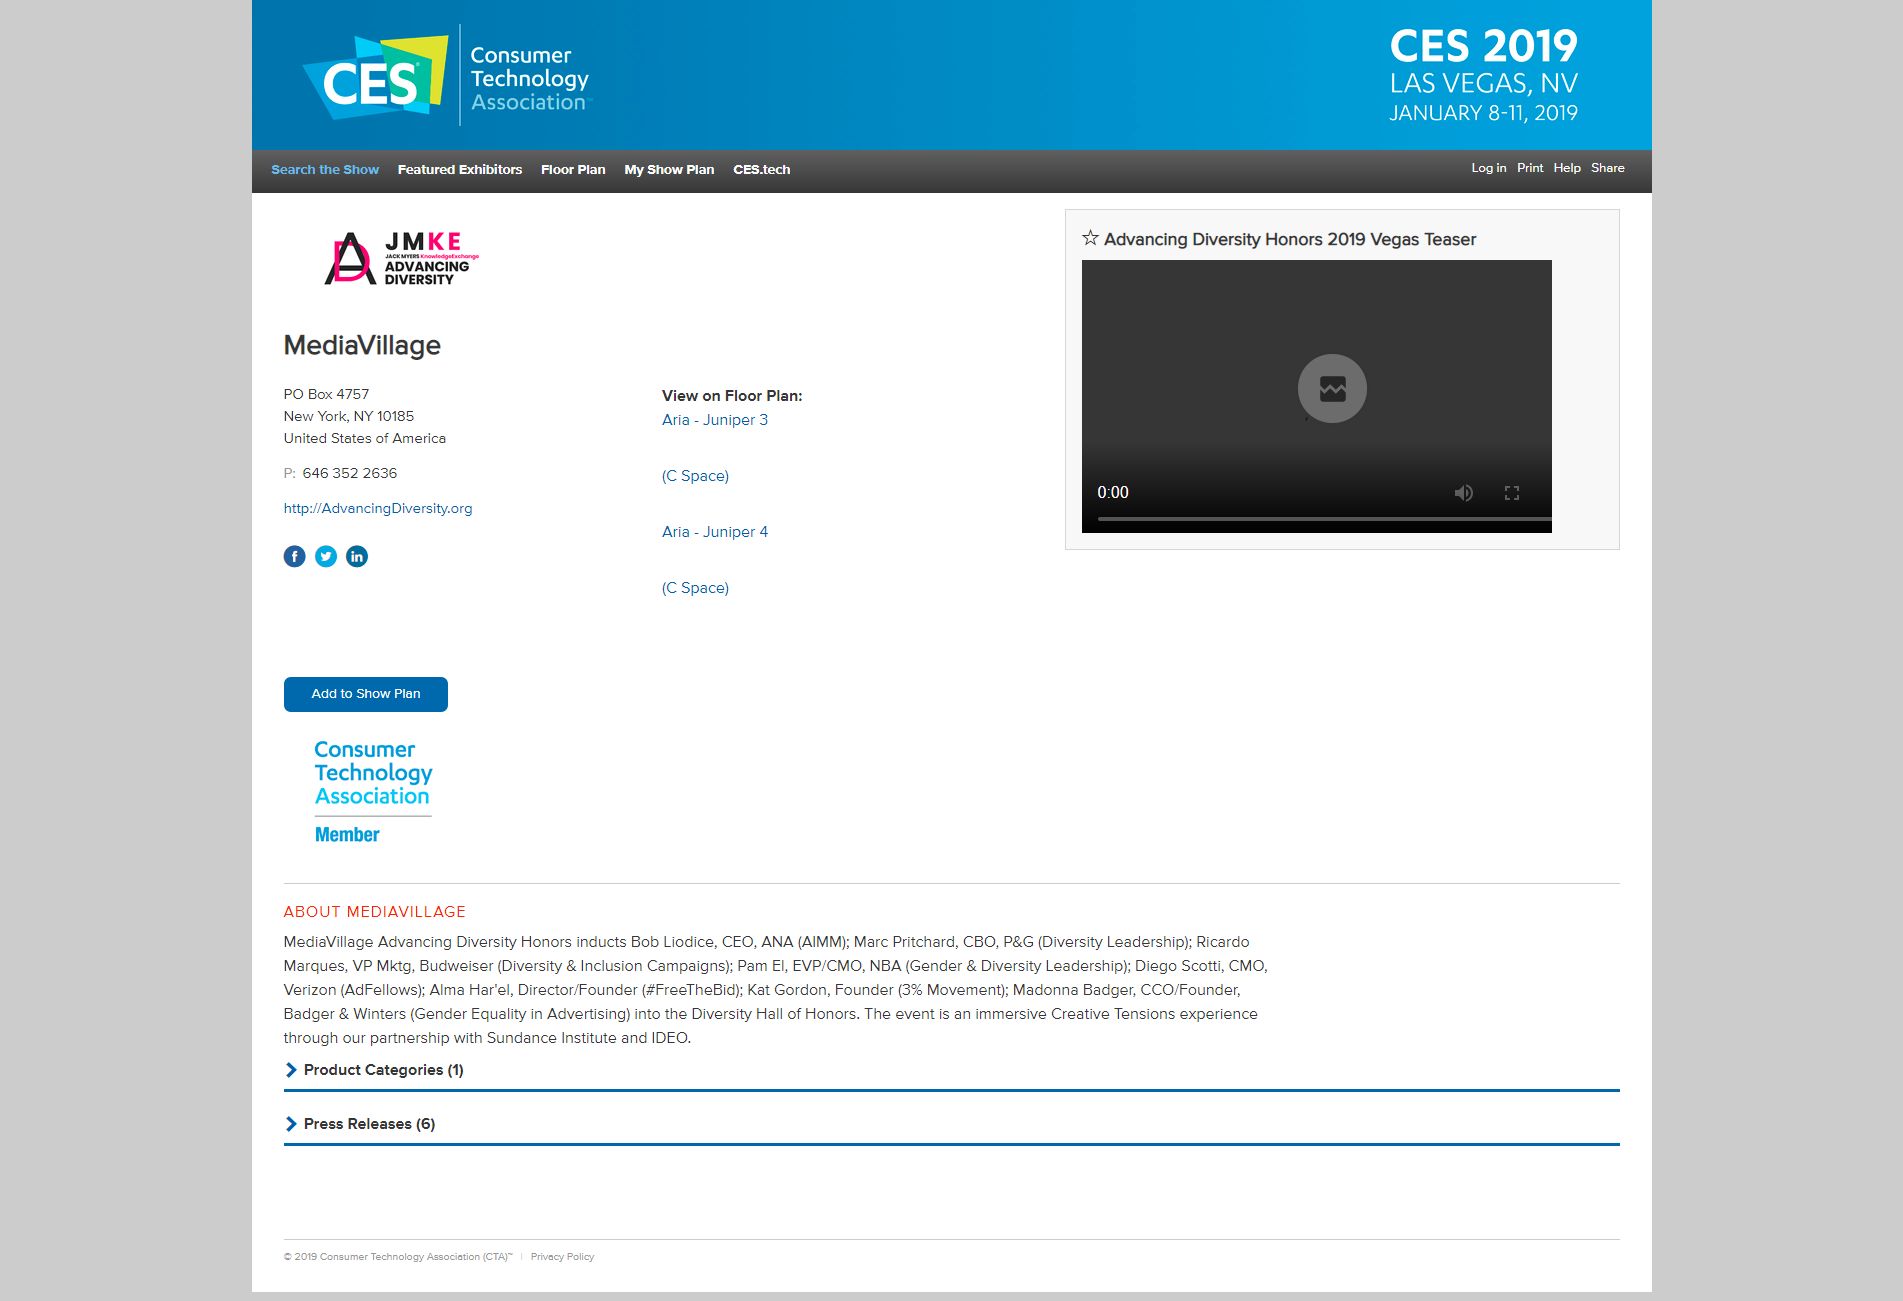 CES
Consumer
Technology
Association
CES 2019
LAS VEGAS, NV
JANUARY 8-11, 2019
Search the Show Featured Exhibitors Floor Plan My Show Plan CES.tech
Log in Print Help Share
JMKE
JACK MYERS KnowledgeExchange
ADVANCING
DIVERSITY
☆ Advancing Diversity Honors 2019 Vegas Teaser
0:00
MediaVillage
PO Box 4757
New York, NY 10185
United States of America
P: 646 352 2636
http://AdvancingDiversity.org
f in
View on Floor Plan:
Aria - Juniper 3
(C Space)
Aria - Juniper 4
(C Space)
Add to Show Plan
Consumer
Technology
Association
Member
ABOUT MEDIAVILLAGE
MediaVillage Advancing Diversity Honors inducts Bob Liodice, CEO, ANA (AIMM); Marc Pritchard, CBO, P&G (Diversity Leadership); Ricardo
Marques, VP Mktg, Budweiser (Diversity & Inclusion Campaigns); Pam El, EVP/CMO, NBA (Gender & Diversity Leadership); Diego Scotti, CMO,
Verizon (AdFellows); Alma Har'el, Director/Founder (#FreeTheBid); Kat Gordon, Founder (3% Movement); Madonna Badger, CCO/Founder,
Badger & Winters (Gender Equality in Advertising) into the Diversity Hall of Honors. The event is an immersive Creative Tensions experience
through our partnership with Sundance Institute and IDEO.
Product Categories (1)
Press Releases (6)
© 2019 Consumer Technology Association (CTA)™ | Privacy Policy